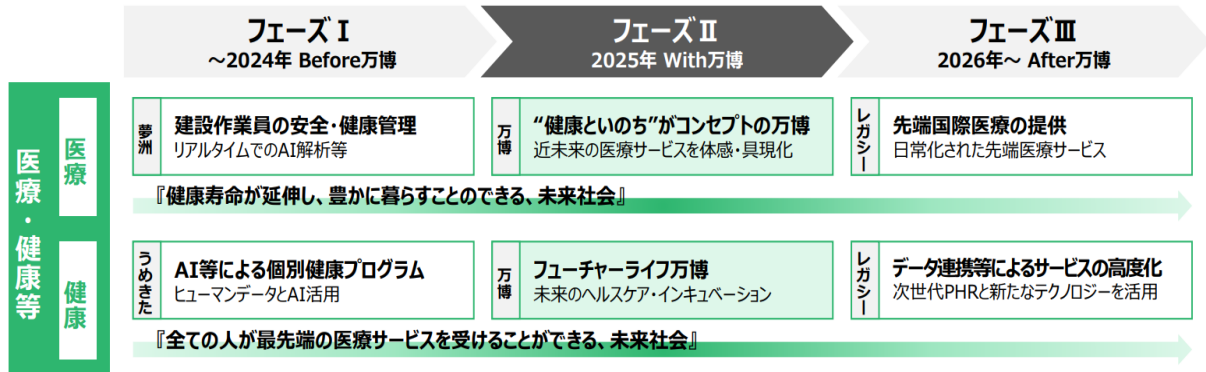 フェーズⅠ
～2024年 Before万博
フェーズⅡ
2025年 With万博
フェーズⅢ
2026年～ After万博
医療・健康等
医療
夢洲
建設作業員の安全・健康管理
リアルタイムでのAI解析等
万博
“健康といのち”がコンセプトの万博
近未来の医療サービスを体感・具現化
レガシー
先端国際医療の提供
日常化された先端医療サービス
『健康寿命が延伸し、豊かに暮らすことのできる、未来社会』
健康
うめきた
AI等による個別健康プログラム
ヒューマンデータとAI活用
万博
フューチャーライフ万博
未来のヘルスケア・インキュベーション
レガシー
データ連携等によるサービスの高度化
次世代PHRと新たなテクノロジーを活用
『全ての人が最先端の医療サービスを受けることができる、未来社会』